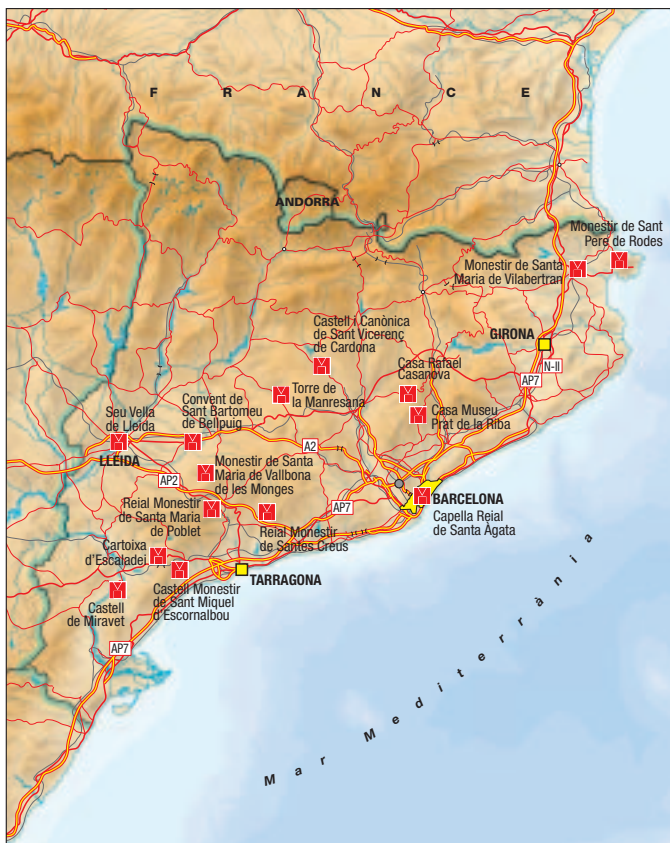 F R A N C E
ANDORRA
Monestir de Sant
Pere de Rodes
Monestir de Santa
Maria de Vilabertran
GIRONA
N-II
AP7
Castell i Canònica
de Sant Vicerenç
de Cardona
Casa Rafael
Casanova
Torre de
la Manresana
Casa Museu
Prat de la Riba
Seu Vella
de Lleida
LLEIDA
Convent de
Sant Bartomeu
de Bellpuig
A2
AP2
Monestir de Santa
Maria de Vallbona
de les Monges
BARCELONA
Capella Reial
de Santa Àgata
AP7
Reial Monestir
de Santa Maria
de Poblet
Reial Monestir
de Santes Creus
Cartoixa
d'Escaladei
TARRAGONA
Castell Monestir
de Sant Miquel
d'Escornalbou
Castell
de Miravet
AP7
Mar Mediterrània